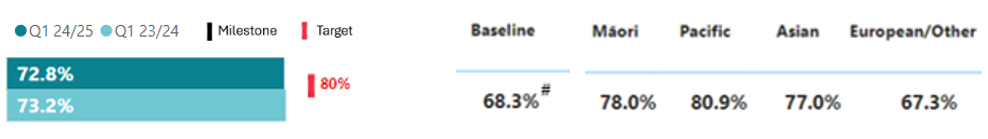 Q1 24/25 Q1 23/24 Milestone Target
Baseline Māori Pacific Asian European/Other
72.8%
80%
73.2%
68.3%# 78.0% 80.9% 77.0% 67.3%